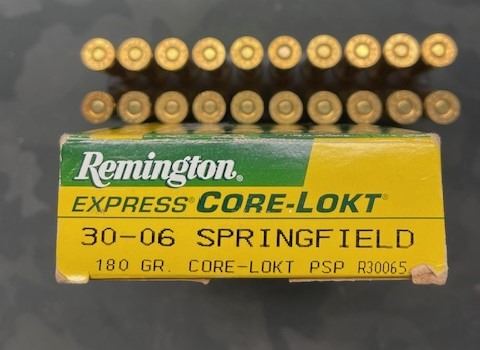 Remington®
EXPRESS® CORE-LOKT®
30-06 SPRINGFIELD
180 GR. CORE-LOKT PSP R30065